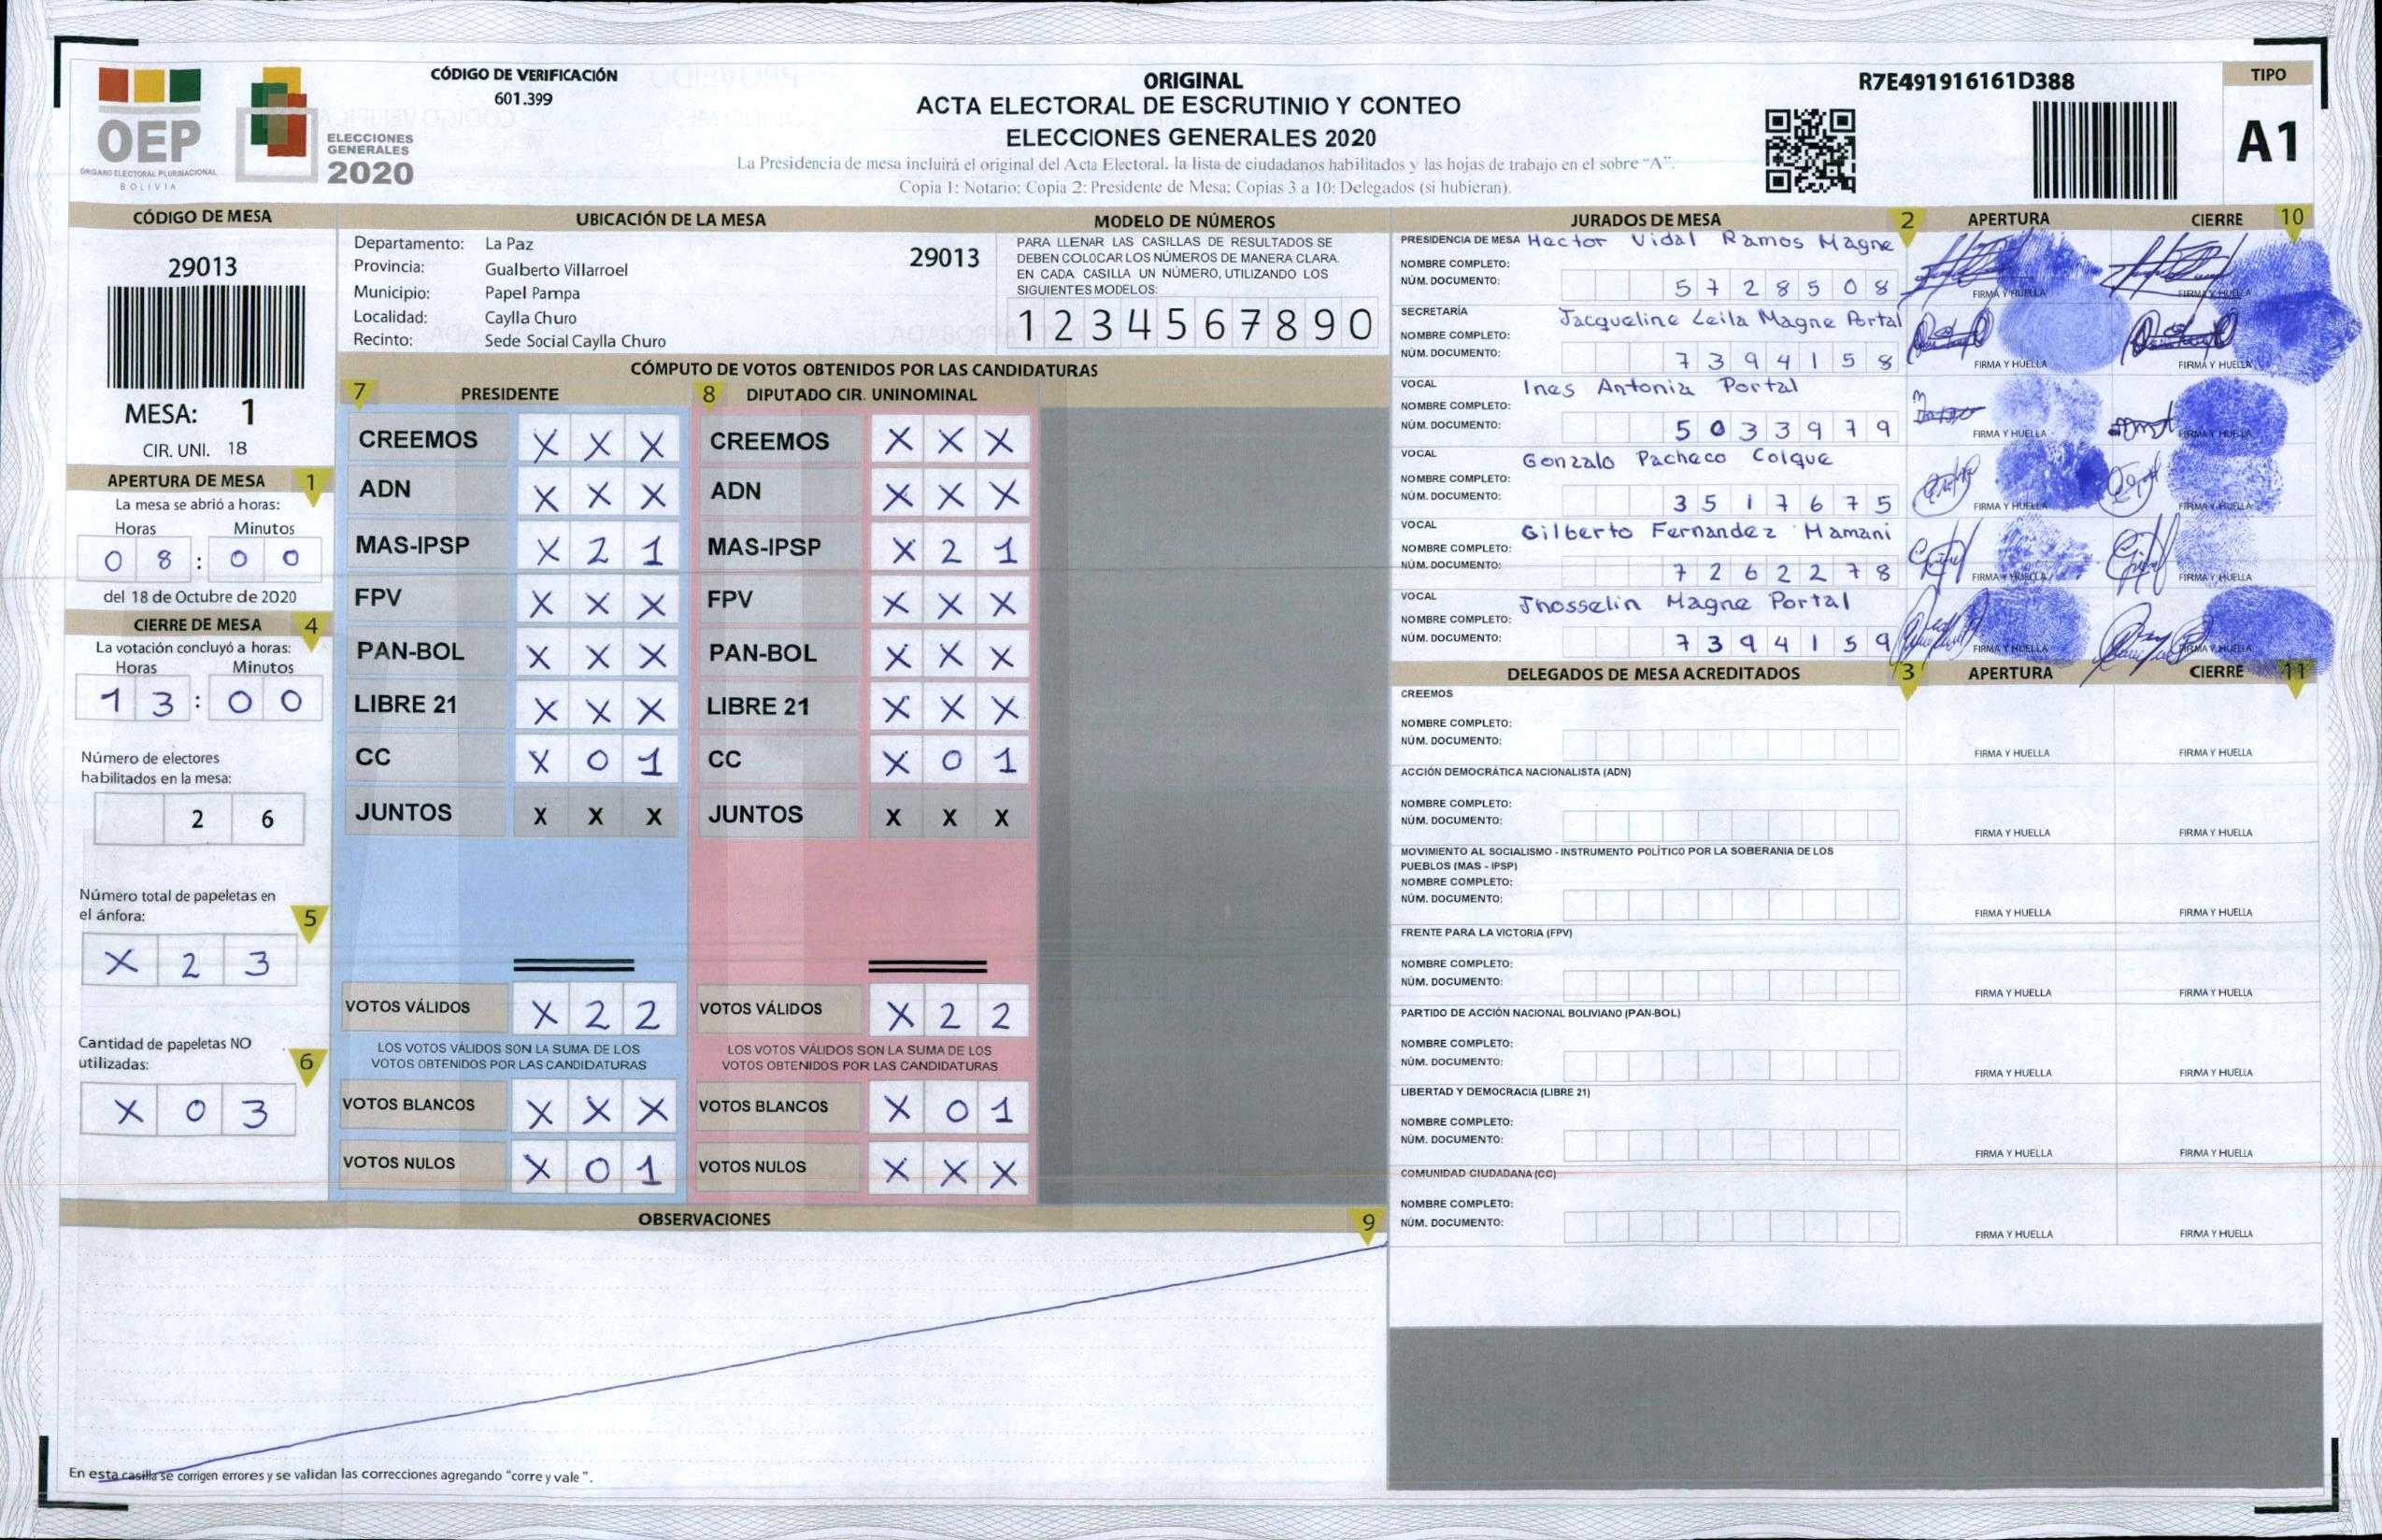 OEP
ÓRGANO ELECTORAL PLURINACIONAL
BOLIVIA
ELECCIONES
GENERALES
2020
CÓDIGO DE VERIFICACIÓN
601.399
ORIGINAL
ACTA ELECTORAL DE ESCRUTINIO Y CONTEO
ELECCIONES GENERALES 2020
La Presidencia de mesa incluirá el original del Acta Electoral, la lista de ciudadanos habilitados y las hojas de trabajo en el sobre "A".
Copia 1: Notario; Copia 2: Presidente de Mesa; Copias 3 a 10: Delegados (si hubieran).
R7E491916161D388
TIPO
A1
CÓDIGO DE MESA
29013
MESA: 1
CIR. UNI. 18
APERTURA DE MESA 1
La mesa se abrió a horas:
Horas Minutos
0 8 : 0 0
del 18 de Octubre de 2020
CIERRE DE MESA 4
La votación concluyó a horas:
Horas Minutos
1 3 : 0 0
Número de electores
habilitados en la mesa:
2 6
Número total de papeletas en
el ánfora: 5
X 2 3
Cantidad de papeletas NO
utilizadas: 6
X 0 3
UBICACIÓN DE LA MESA
Departamento: La Paz 29013
Provincia: Gualberto Villarroel
Municipio: Papel Pampa
Localidad: Caylla Churo
Recinto: Sede Social Caylla Churo
MODELO DE NÚMEROS
PARA LLENAR LAS CASILLAS DE RESULTADOS SE
DEBEN COLOCAR LOS NÚMEROS DE MANERA CLARA.
EN CADA CASILLA UN NÚMERO, UTILIZANDO LOS
SIGUIENTES MODELOS:
1 2 3 4 5 6 7 8 9 0
CÓMPUTO DE VOTOS OBTENIDOS POR LAS CANDIDATURAS
7 PRESIDENTE
CREEMOS X X X
ADN X X X
MAS-IPSP X 2 1
FPV X X X
PAN-BOL X X X
LIBRE 21 X X X
CC X 0 1
JUNTOS X X X
VOTOS VÁLIDOS X 2 2
LOS VOTOS VÁLIDOS SON LA SUMA DE LOS
VOTOS OBTENIDOS POR LAS CANDIDATURAS
VOTOS BLANCOS X X X
VOTOS NULOS X 0 1
8 DIPUTADO CIR. UNINOMINAL
CREEMOS X X X
ADN X X X
MAS-IPSP X 2 1
FPV X X X
PAN-BOL X X X
LIBRE 21 X X X
CC X 0 1
JUNTOS X X X
VOTOS VÁLIDOS X 2 2
LOS VOTOS VÁLIDOS SON LA SUMA DE LOS
VOTOS OBTENIDOS POR LAS CANDIDATURAS
VOTOS BLANCOS X 0 1
VOTOS NULOS X X X
OBSERVACIONES 9
En esta casilla se corrigen errores y se validan las correcciones agregando "corre y vale".
JURADOS DE MESA 2 APERTURA CIERRE 10
PRESIDENCIA DE MESA Hector Vidal Ramos Magne
NOMBRE COMPLETO:
NÚM. DOCUMENTO: 5 7 2 8 5 0 8
FIRMA Y HUELLA FIRMA Y HUELLA
SECRETARÍA Jacqueline Leila Magne Portal
NOMBRE COMPLETO:
NÚM. DOCUMENTO: 7 3 9 4 1 5 8
FIRMA Y HUELLA FIRMA Y HUELLA
VOCAL Ines Antonia Portal
NOMBRE COMPLETO:
NÚM. DOCUMENTO: 5 0 3 3 9 7 9
FIRMA Y HUELLA FIRMA Y HUELLA
VOCAL Gonzalo Pacheco Colque
NOMBRE COMPLETO:
NÚM. DOCUMENTO: 3 5 1 7 6 7 5
FIRMA Y HUELLA FIRMA Y HUELLA
VOCAL Gilberto Fernandez Mamani
NOMBRE COMPLETO:
NÚM. DOCUMENTO: 7 2 6 2 2 7 8
FIRMA Y HUELLA FIRMA Y HUELLA
VOCAL Jhosselin Magne Portal
NOMBRE COMPLETO:
NÚM. DOCUMENTO: 7 3 9 4 1 5 9
FIRMA Y HUELLA FIRMA Y HUELLA
DELEGADOS DE MESA ACREDITADOS 3 APERTURA CIERRE 11
CREEMOS
NOMBRE COMPLETO:
NÚM. DOCUMENTO:
FIRMA Y HUELLA FIRMA Y HUELLA
ACCIÓN DEMOCRÁTICA NACIONALISTA (ADN)
NOMBRE COMPLETO:
NÚM. DOCUMENTO:
FIRMA Y HUELLA FIRMA Y HUELLA
MOVIMIENTO AL SOCIALISMO - INSTRUMENTO POLÍTICO POR LA SOBERANIA DE LOS
PUEBLOS (MAS - IPSP)
NOMBRE COMPLETO:
NÚM. DOCUMENTO:
FIRMA Y HUELLA FIRMA Y HUELLA
FRENTE PARA LA VICTORIA (FPV)
NOMBRE COMPLETO:
NÚM. DOCUMENTO:
FIRMA Y HUELLA FIRMA Y HUELLA
PARTIDO DE ACCIÓN NACIONAL BOLIVIANO (PAN-BOL)
NOMBRE COMPLETO:
NÚM. DOCUMENTO:
FIRMA Y HUELLA FIRMA Y HUELLA
LIBERTAD Y DEMOCRACIA (LIBRE 21)
NOMBRE COMPLETO:
NÚM. DOCUMENTO:
FIRMA Y HUELLA FIRMA Y HUELLA
COMUNIDAD CIUDADANA (CC)
NOMBRE COMPLETO:
NÚM. DOCUMENTO:
FIRMA Y HUELLA FIRMA Y HUELLA